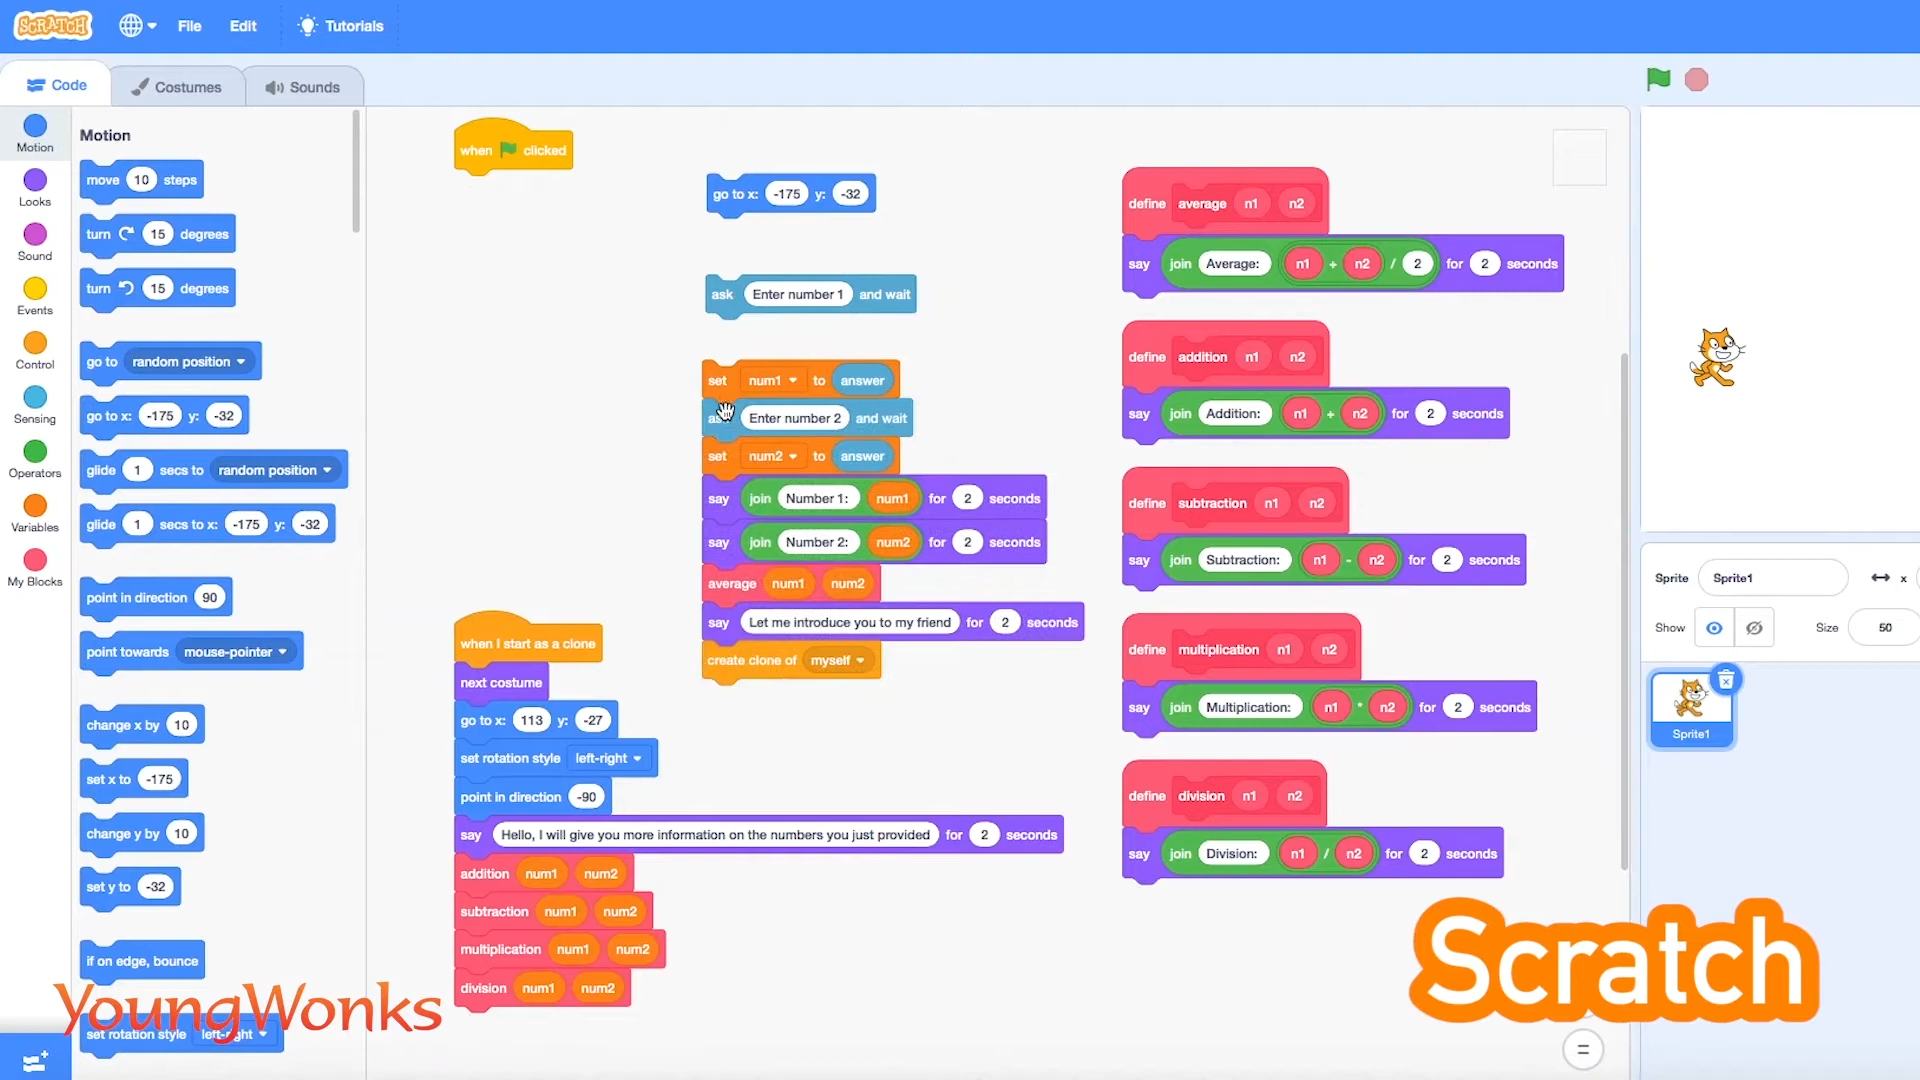 SCRATCH File Edit Tutorials
Code Costumes Sounds
Motion
Looks
Sound
Events
Control
Sensing
Operators
Variables
My Blocks
Motion
move 10 steps
turn 15 degrees
turn 15 degrees
go to random position
go to x: -175 y: -32
glide 1 secs to random position
glide 1 secs to x: -175 y: -32
point in direction 90
point towards mouse-pointer
change x by 10
set x to -175
change y by 10
set y to -32
if on edge, bounce
set rotation style left-right
when clicked
go to x: -175 y: -32
ask Enter number 1 and wait
set num1 to answer
Enter number 2 and wait
set num2 to answer
say join Number 1: num1 for 2 seconds
say join Number 2: num2 for 2 seconds
average num1 num2
say Let me introduce you to my friend for 2 seconds
create clone of myself
when I start as a clone
next costume
go to x: 113 y: -27
set rotation style left-right
point in direction -90
say Hello, I will give you more information on the numbers you just provided for 2 seconds
addition num1 num2
subtraction num1 num2
multiplication num1 num2
division num1 num2
define average n1 n2
say join Average: n1 + n2 / 2 for 2 seconds
define addition n1 n2
say join Addition: n1 + n2 for 2 seconds
define subtraction n1 n2
say join Subtraction: n1 - n2 for 2 seconds
define multiplication n1 n2
say join Multiplication: n1 * n2 for 2 seconds
define division n1 n2
say join Division: n1 / n2 for 2 seconds
Sprite Sprite1 x
Show Size 50
Sprite1
YoungWonks
Scratch